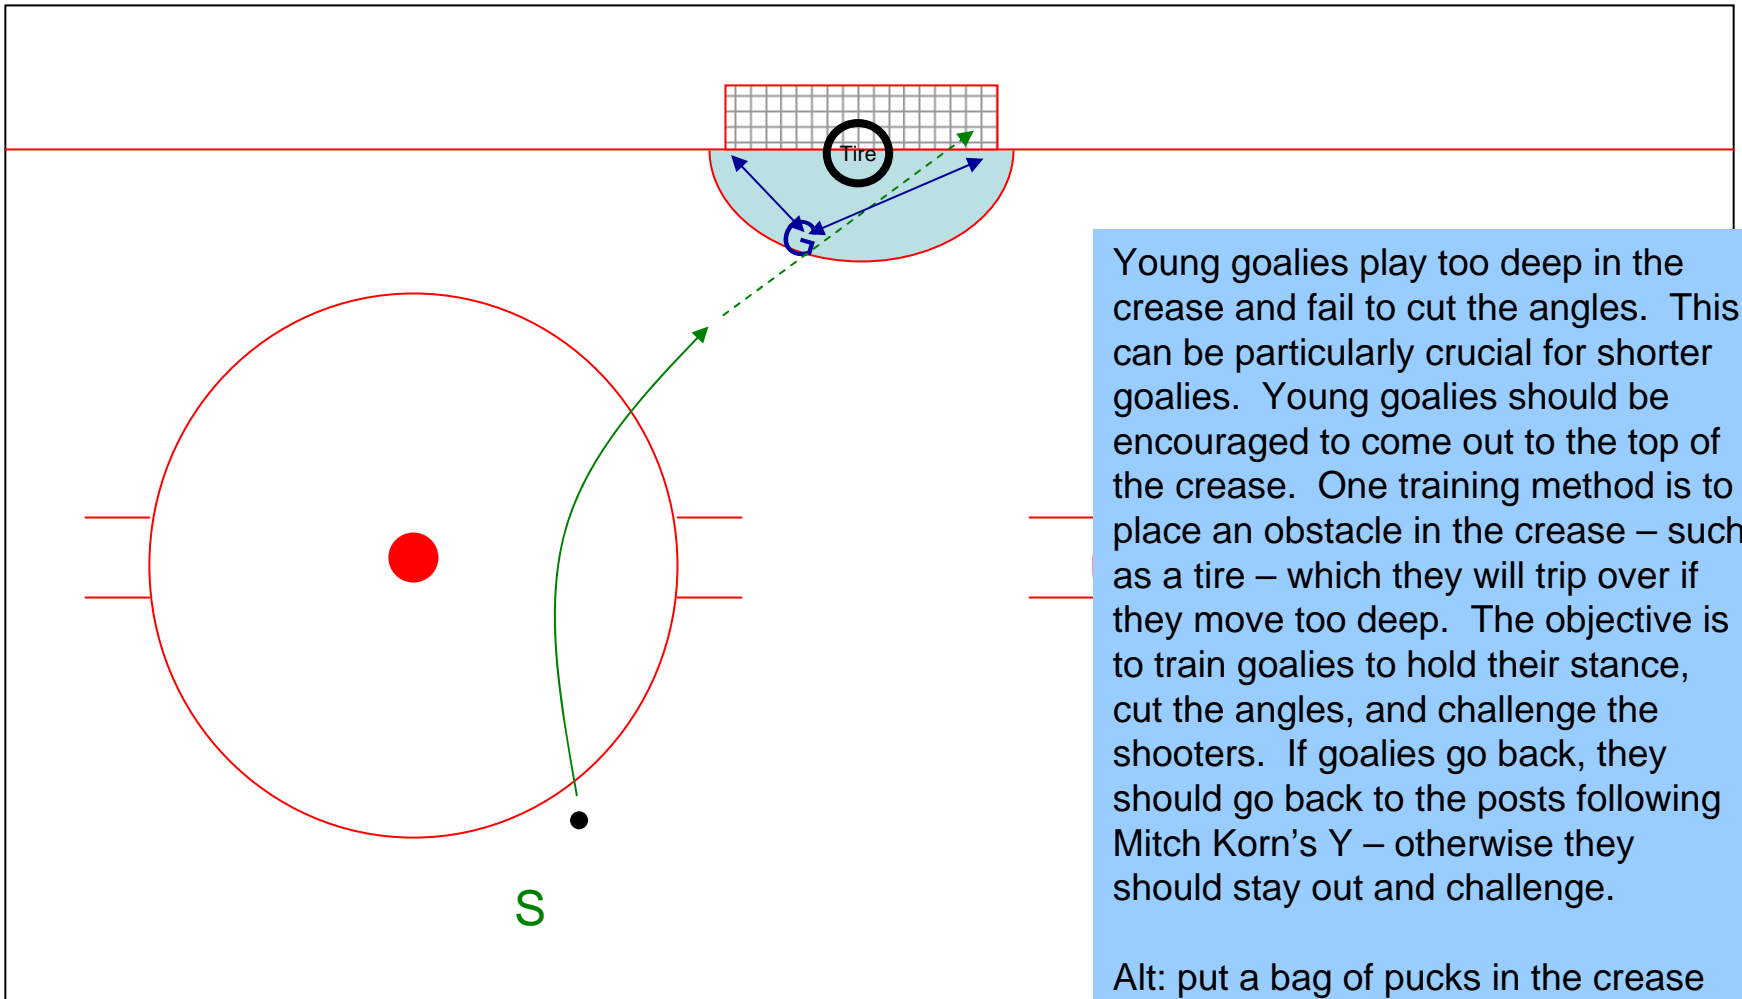 Tire
G
Young goalies play too deep in the
crease and fail to cut the angles.  This
can be particularly crucial for shorter
goalies.  Young goalies should be
encouraged to come out to the top of
the crease.  One training method is to
place an obstacle in the crease – such
as a tire – which they will trip over if
they move too deep.  The objective is
to train goalies to hold their stance,
cut the angles, and challenge the
shooters.  If goalies go back, they
should go back to the posts following
Mitch Korn’s Y – otherwise they
should stay out and challenge.
S
Alt: put a bag of pucks in the crease